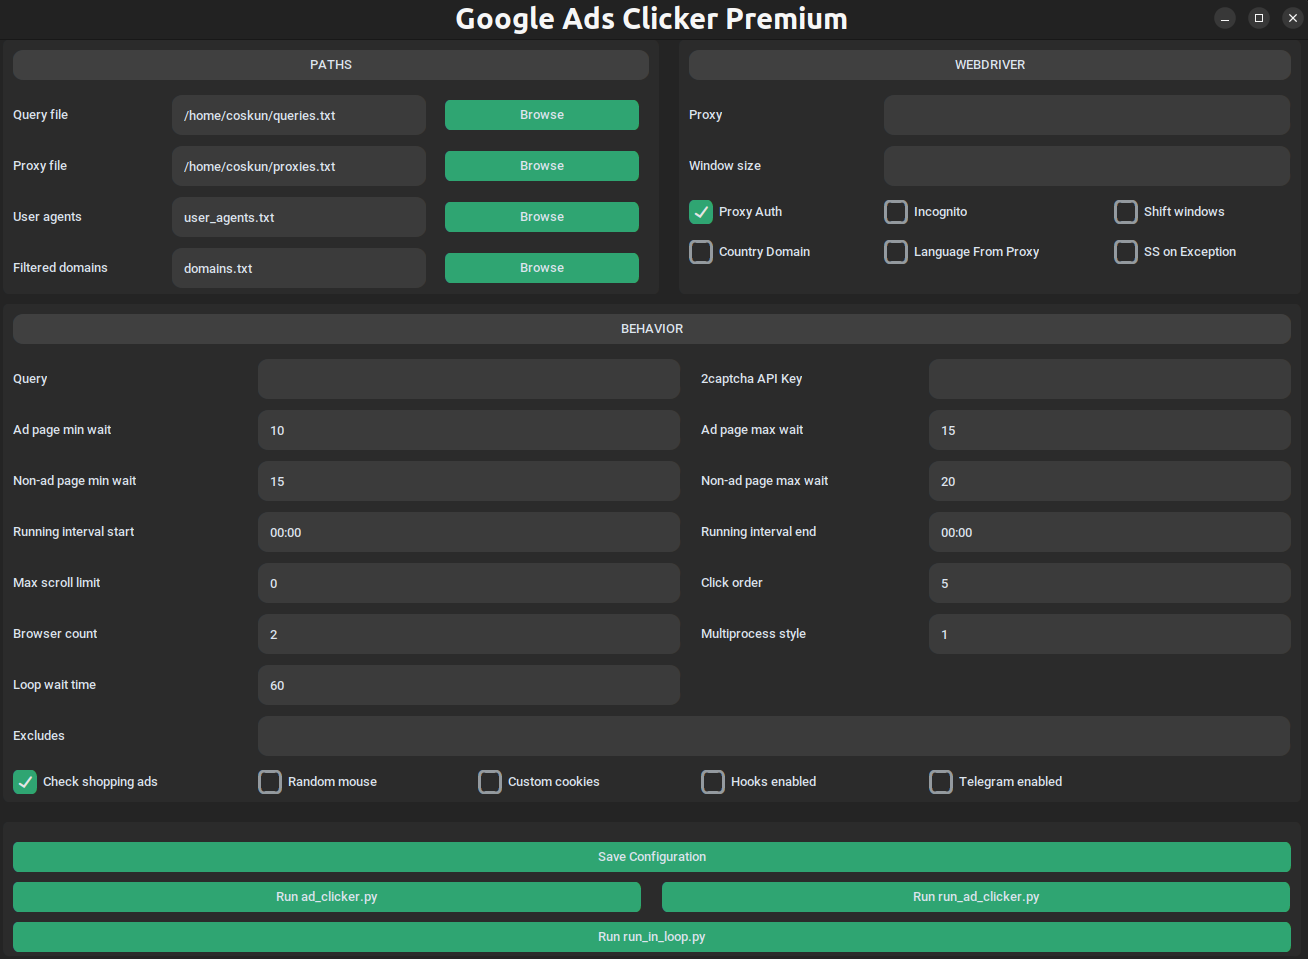 Google Ads Clicker Premium
PATHS
Query file
/home/coskun/queries.txt
Browse
Proxy file
/home/coskun/proxies.txt
Browse
User agents
user_agents.txt
Browse
Filtered domains
domains.txt
Browse
WEBDRIVER
Proxy
Window size
Proxy Auth
Incognito
Shift windows
Country Domain
Language From Proxy
SS on Exception
BEHAVIOR
Query
2captcha API Key
Ad page min wait
10
Ad page max wait
15
Non-ad page min wait
15
Non-ad page max wait
20
Running interval start
00:00
Running interval end
00:00
Max scroll limit
0
Click order
5
Browser count
2
Multiprocess style
1
Loop wait time
60
Excludes
Check shopping ads
Random mouse
Custom cookies
Hooks enabled
Telegram enabled
Save Configuration
Run ad_clicker.py
Run run_ad_clicker.py
Run run_in_loop.py